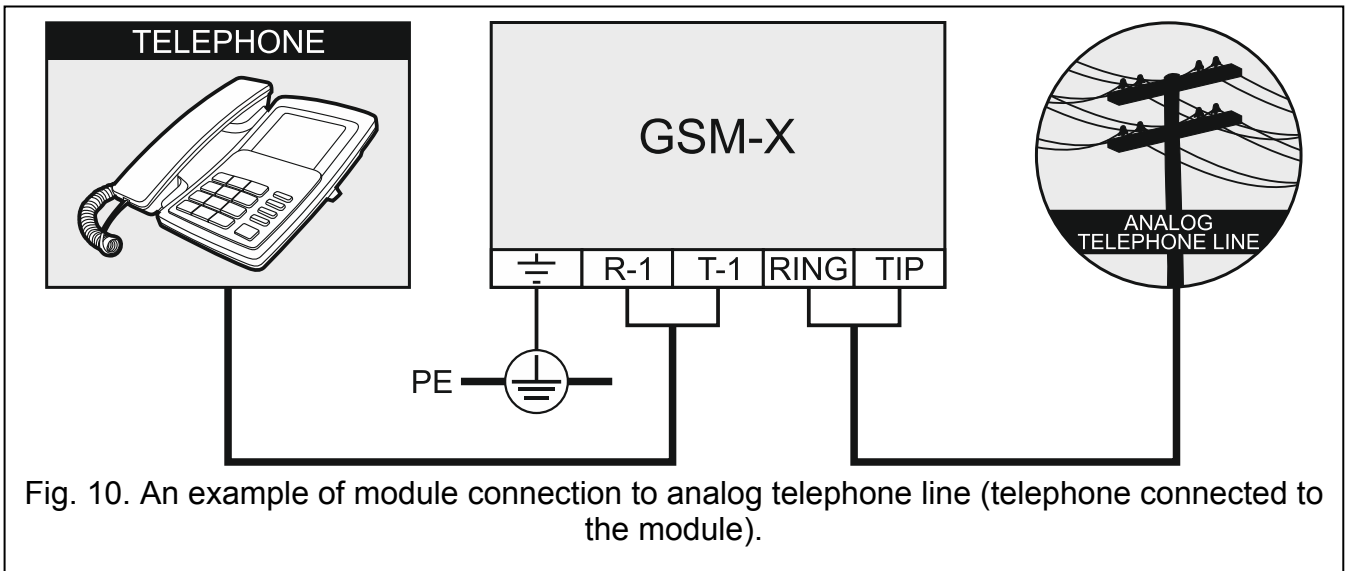 TELEPHONE
GSM-X
ANALOG
TELEPHONE LINE
R-1 T-1 RING TIP
PE
Fig. 10. An example of module connection to analog telephone line (telephone connected to
the module).